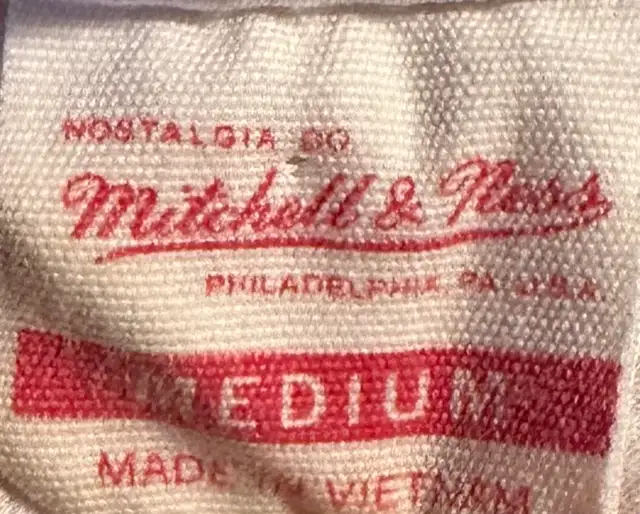 NOSTALGIA CO.
Mitchell & Ness
PHILADELPHIA, PA U.S.A.
MEDIUM
MADE IN VIETNAM